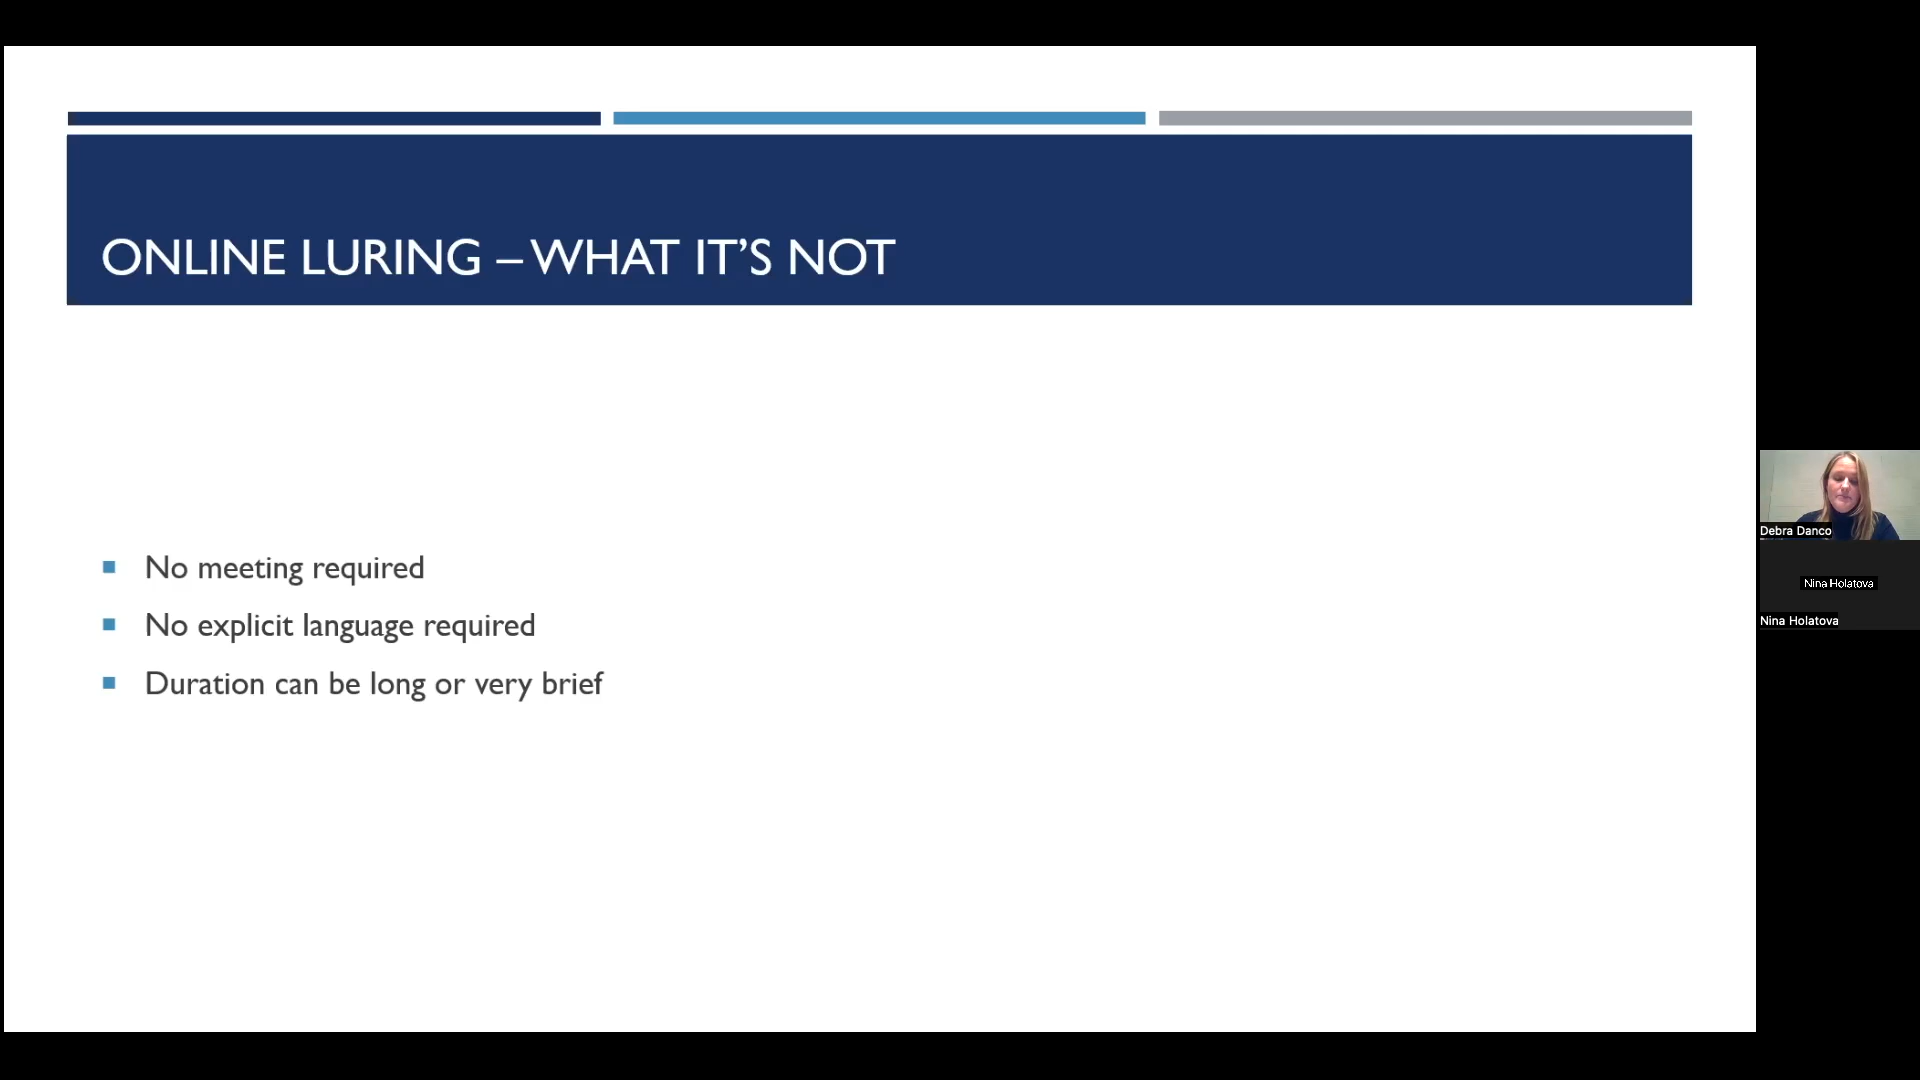 ONLINE LURING – WHAT IT’S NOT
No meeting required
No explicit language required
Duration can be long or very brief
Debra Danco
Nina Holatova
Nina Holatova